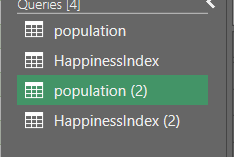 Queries [4]
population
HappinessIndex
population (2)
HappinessIndex (2)